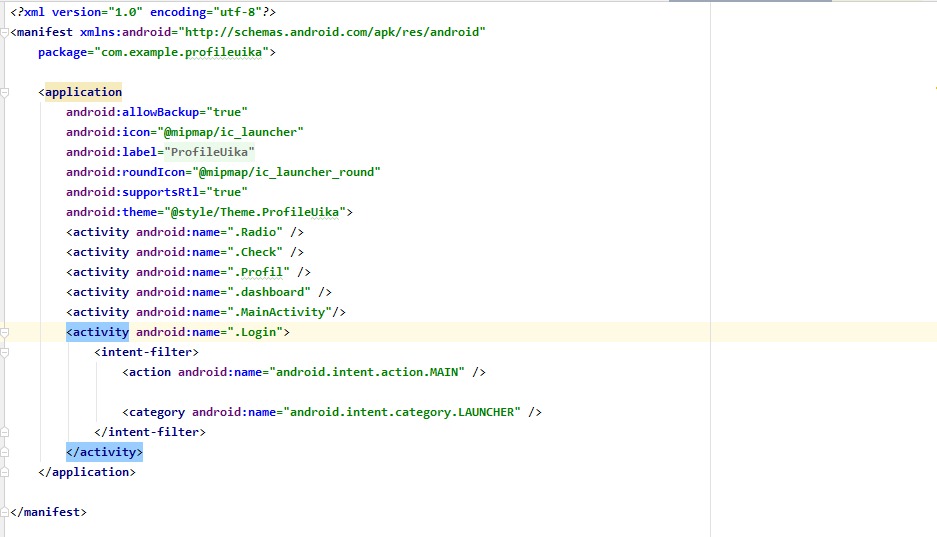 <?xml version="1.0" encoding="utf-8"?>
<manifest xmlns:android="http://schemas.android.com/apk/res/android"
    package="com.example.profileuika">

    <application
        android:allowBackup="true"
        android:icon="@mipmap/ic_launcher"
        android:label="ProfileUika"
        android:roundIcon="@mipmap/ic_launcher_round"
        android:supportsRtl="true"
        android:theme="@style/Theme.ProfileUika">
        <activity android:name=".Radio" />
        <activity android:name=".Check" />
        <activity android:name=".Profil" />
        <activity android:name=".dashboard" />
        <activity android:name=".MainActivity"/>
        <activity android:name=".Login">
            <intent-filter>
                <action android:name="android.intent.action.MAIN" />

                <category android:name="android.intent.category.LAUNCHER" />
            </intent-filter>
        </activity>
    </application>

</manifest>